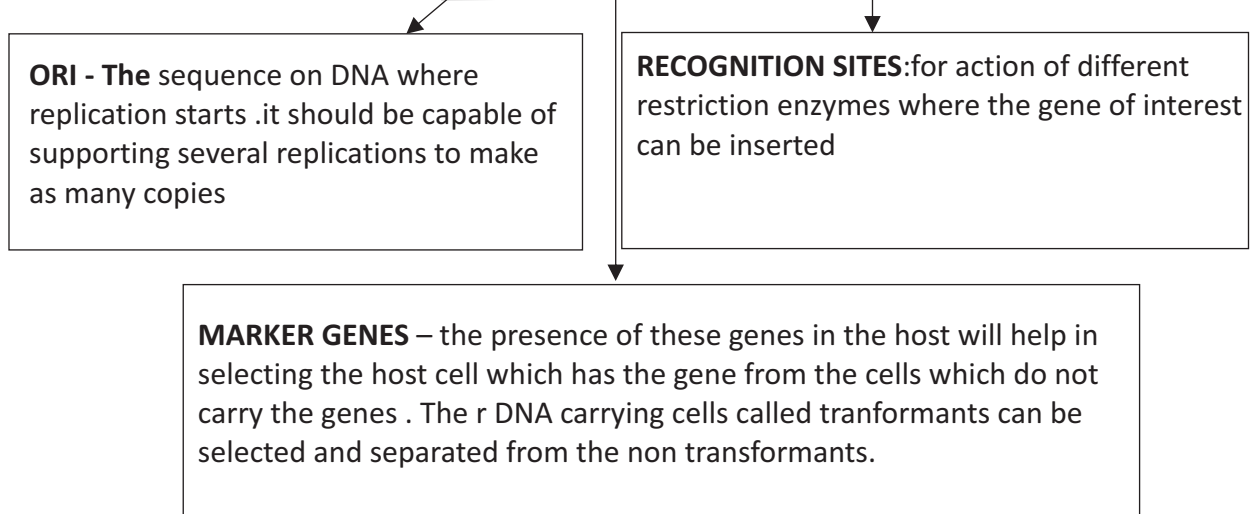 ORI - The sequence on DNA where
replication starts .it should be capable of
supporting several replications to make
as many copies
RECOGNITION SITES:for action of different
restriction enzymes where the gene of interest
can be inserted
MARKER GENES – the presence of these genes in the host will help in
selecting the host cell which has the gene from the cells which do not
carry the genes . The r DNA carrying cells called tranformants can be
selected and separated from the non transformants.